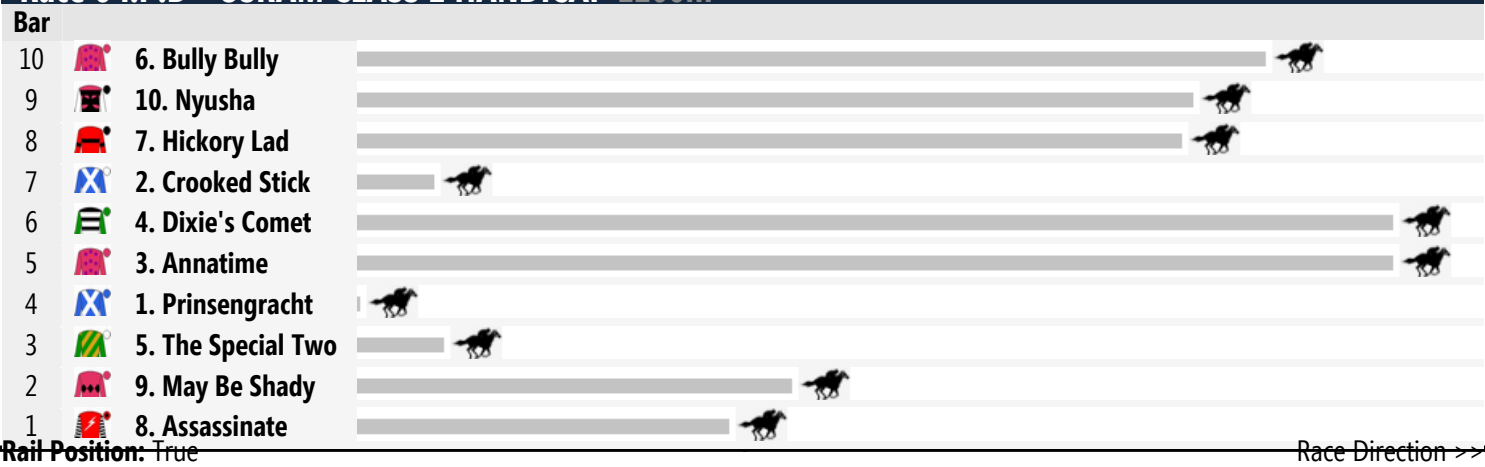 Bar
10 6. Bully Bully
9 10. Nyusha
8 7. Hickory Lad
7 2. Crooked Stick
6 4. Dixie's Comet
5 3. Annatime
4 1. Prinsengracht
3 5. The Special Two
2 9. May Be Shady
1 8. Assassinate
Rail Position: True Race Direction >>